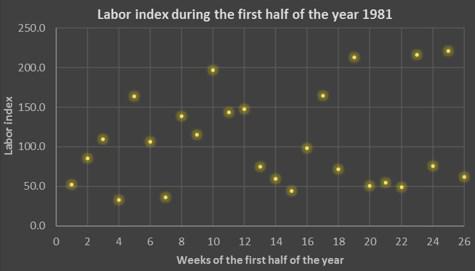 Labor index during the first half of the year 1981
250.0
200.0
150.0
100.0
50.0
0.0
Labor index
0 2 4 6 8 10 12 14 16 18 20 22 24 26
Weeks of the first half of the year